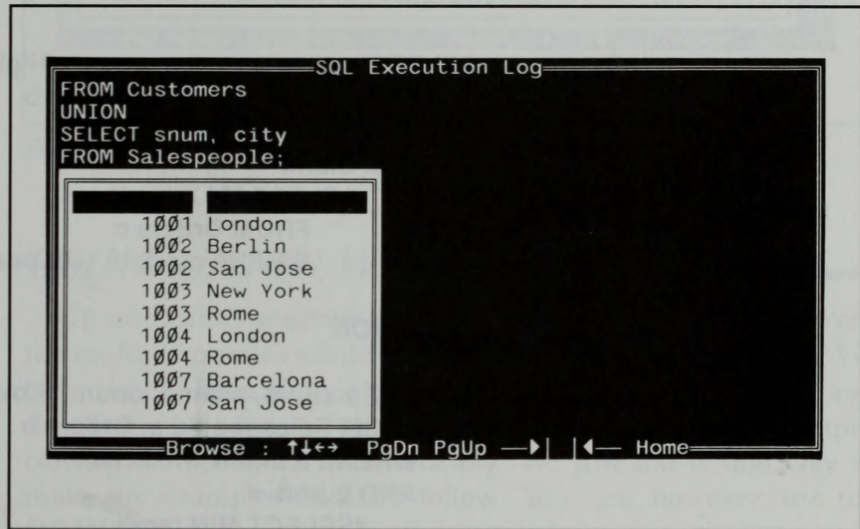 SQL Execution Log
FROM Customers
UNION
SELECT snum, city
FROM Salespeople;
1001 London
1002 Berlin
1002 San Jose
1003 New York
1003 Rome
1004 London
1004 Rome
1007 Barcelona
1007 San Jose
Browse : ↑↓←→ PgDn PgUp —▶| |◀— Home